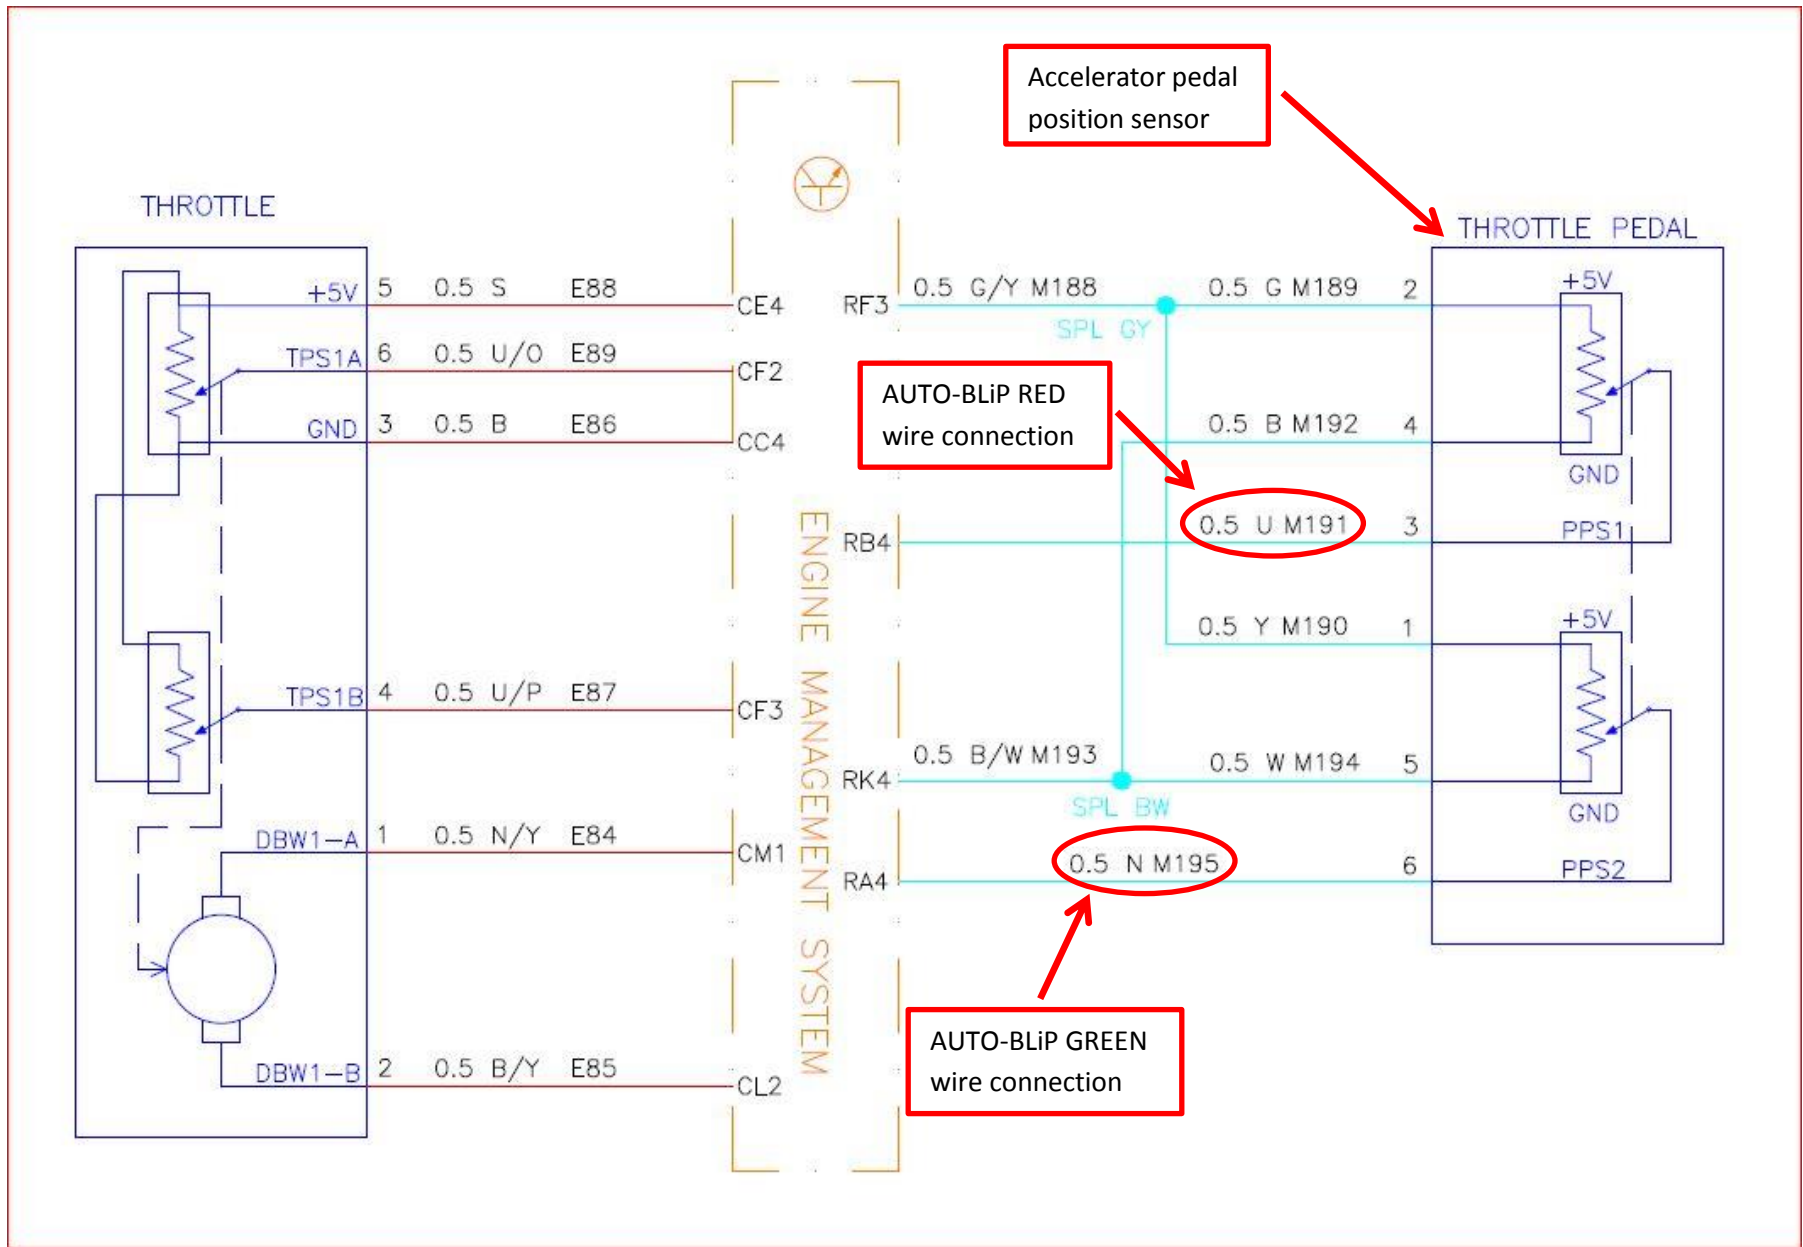 Accelerator pedal
position sensor
THROTTLE
THROTTLE PEDAL
+5V 5 0.5 S E88 CE4
TPS1A 6 0.5 U/O E89 CF2
GND 3 0.5 B E86 CC4
TPS1B 4 0.5 U/P E87 CF3
DBW1-A 1 0.5 N/Y E84 CM1
DBW1-B 2 0.5 B/Y E85 CL2
ENGINE MANAGEMENT SYSTEM
RF3 0.5 G/Y M188 0.5 G M189 2 +5V
SPL GY
AUTO-BLiP RED
wire connection
0.5 B M192 4
GND
RB4 0.5 U M191 3 PPS1
0.5 Y M190 1 +5V
RK4 0.5 B/W M193 0.5 W M194 5
SPL BW
GND
RA4 0.5 N M195 6 PPS2
AUTO-BLiP GREEN
wire connection